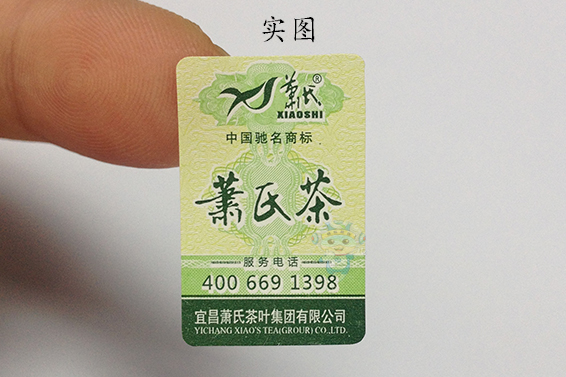 实图
萧氏®
XIAOSHI
中国驰名商标
萧氏茶
服务电话
400 669 1398
宜昌萧氏茶叶集团有限公司
YICHANG XIAO'S TEA(GROUP) CO.,LTD.